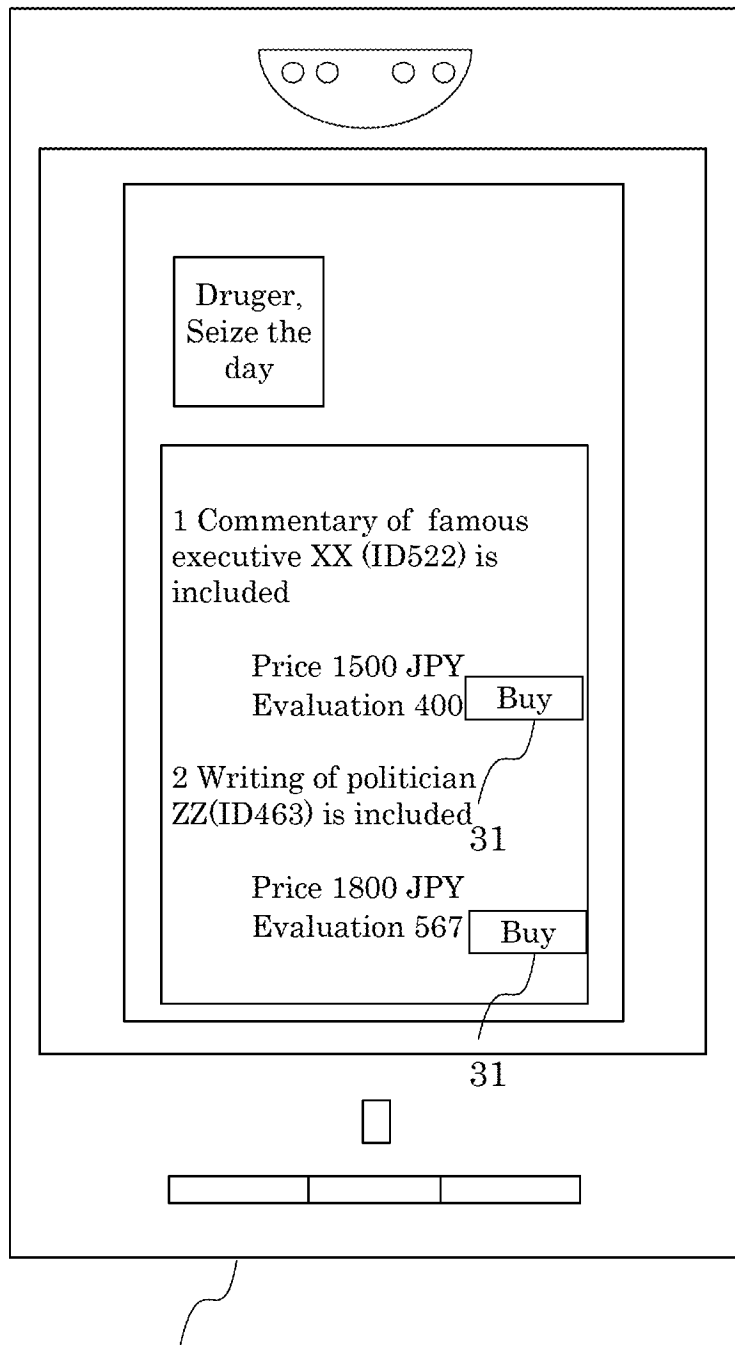 Druger,
Seize the
day
1 Commentary of famous
executive XX (ID522) is
included
Price 1500 JPY
Evaluation 400
Buy
31
2 Writing of politician
ZZ(ID463) is included
Price 1800 JPY
Evaluation 567
Buy
31